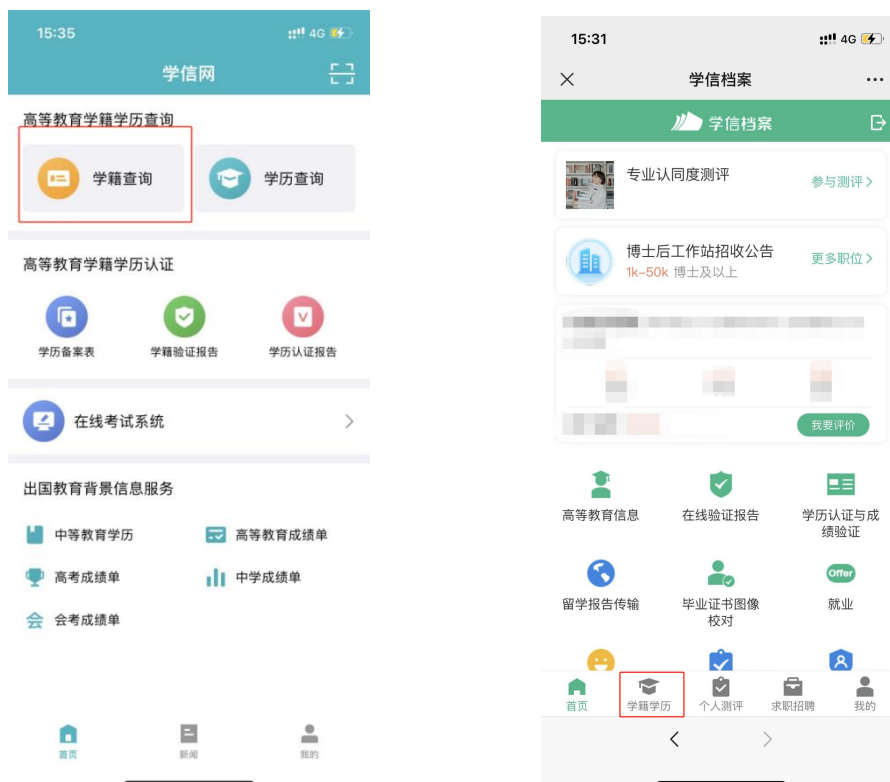 15:35
4G
学信网
高等教育学籍学历查询
学籍查询
学历查询
高等教育学籍学历认证
学历备案表
学籍验证报告
学历认证报告
在线考试系统
出国教育背景信息服务
中等教育学历
高等教育成绩单
高考成绩单
中学成绩单
会考成绩单
首页
新闻
我的
15:31
4G
学信档案
学信档案
专业认同度测评
参与测评
博士后工作站招收公告
1k-50k 博士及以上
更多职位
我要评价
高等教育信息
在线验证报告
学历认证与成
绩验证
留学报告传输
毕业证书图像
校对
Offer
就业
首页
学籍学历
个人测评
求职招聘
我的